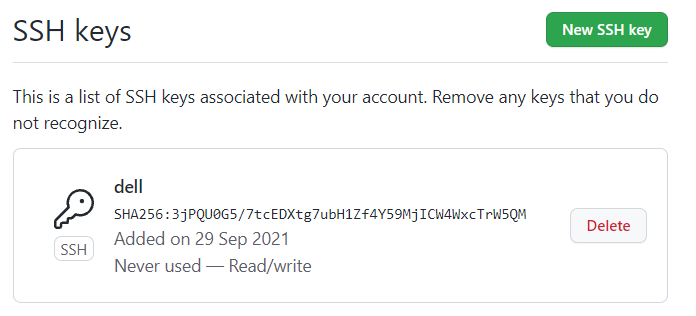 SSH keys
New SSH key
This is a list of SSH keys associated with your account. Remove any keys that you do
not recognize.
dell
SHA256:3jPQU0G5/7tcEDXtg7ubH1Zf4Y59MjICW4WxcTrW5QM
SSH
Added on 29 Sep 2021
Never used — Read/write
Delete